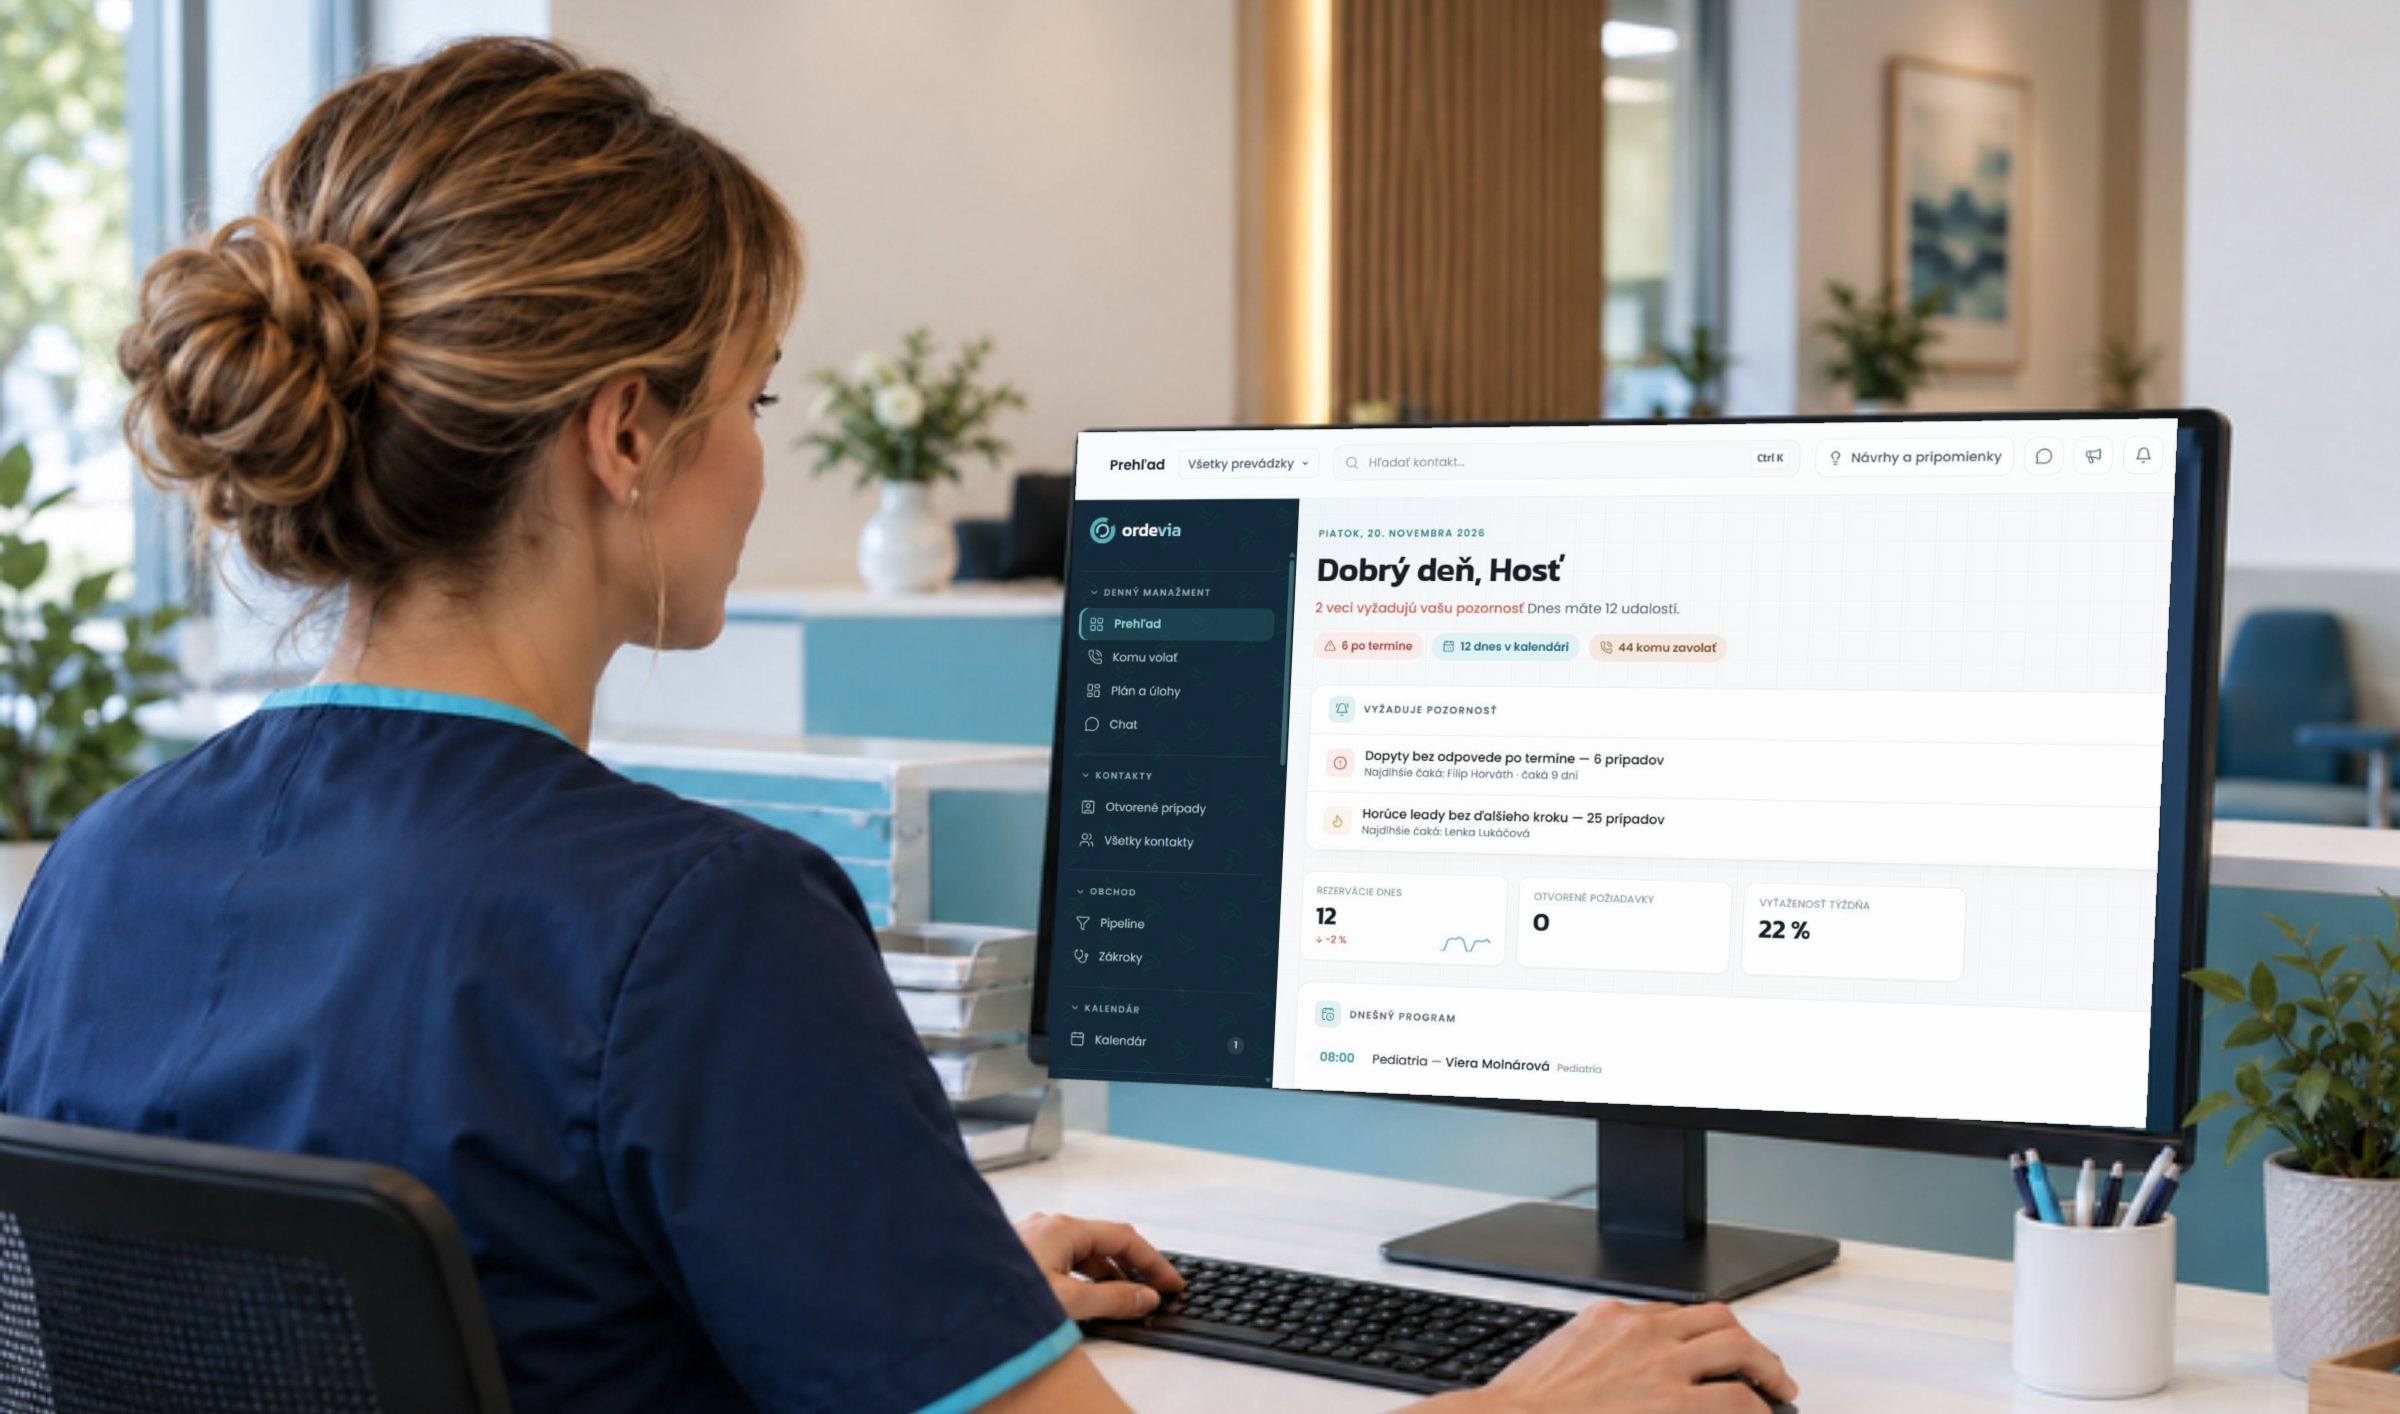 Prehľad
Všetky prevádzky
Hľadať kontakt...
Ctrl K
Návrhy a pripomienky
ordevia
DENNÝ MANAŽMENT
Prehľad
Komu volať
Plán a úlohy
Chat
KONTAKTY
Otvorené prípady
Všetky kontakty
OBCHOD
Pipeline
Zákroky
KALENDÁR
Kalendár
1
PIATOK, 20. NOVEMBRA 2026
Dobrý deň, Hosť
2 veci vyžadujú vašu pozornosť Dnes máte 12 udalostí.
6 po termíne
12 dnes v kalendári
44 komu zavolať
VYŽADUJE POZORNOSŤ
Dopyty bez odpovede po termíne — 6 prípadov
Najdlhšie čaká: Filip Horváth · čaká 9 dní
Horúce leady bez ďalšieho kroku — 25 prípadov
Najdlhšie čaká: Lenka Lukáčová
REZERVÁCIE DNES
12
↓ -2 %
OTVORENÉ POŽIADAVKY
0
VYŤAŽENOSŤ TÝŽDŇA
22 %
DNEŠNÝ PROGRAM
08:00 Pediatria — Viera Molnárová Pediatria